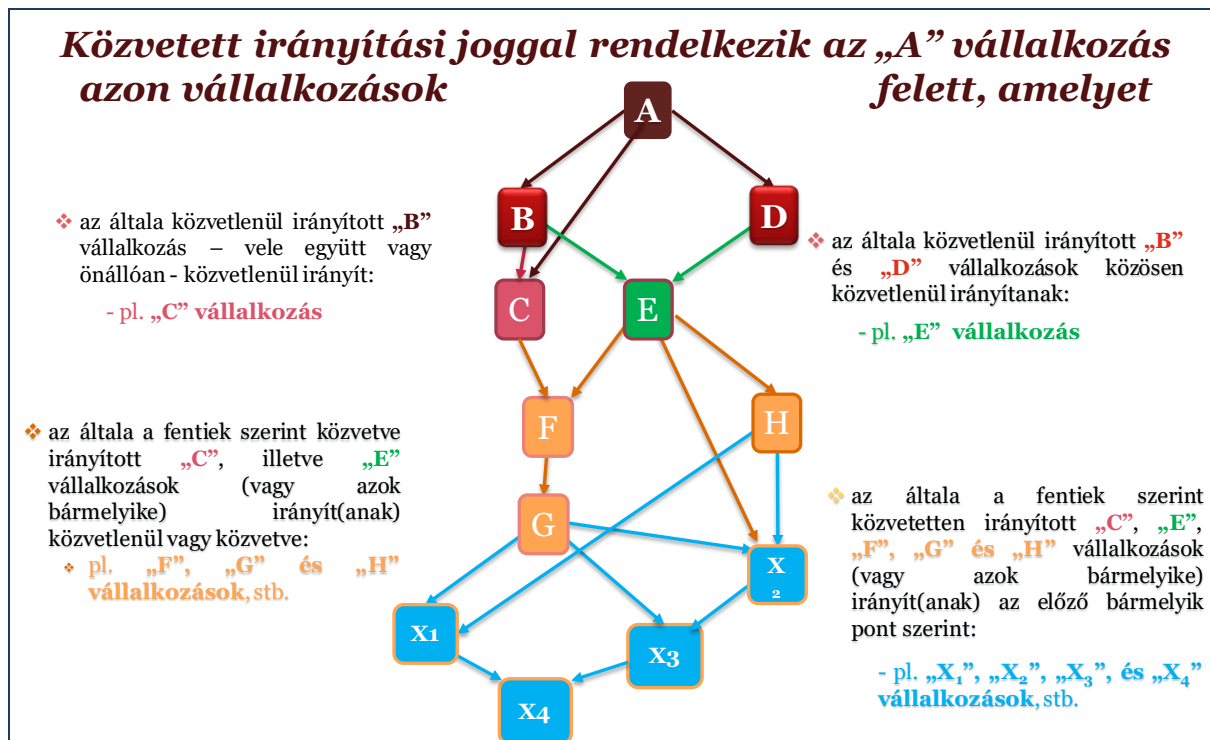 Közvetett irányítási joggal rendelkezik az „A” vállalkozás
azon vállalkozások felett, amelyet
A
B
D
❖ az általa közvetlenül irányított „B”
vállalkozás – vele együtt vagy
önállóan - közvetlenül irányít:
- pl. „C” vállalkozás
❖ az általa közvetlenül irányított „B”
és „D” vállalkozások közösen
közvetlenül irányítanak:
- pl. „E” vállalkozás
C
E
F
H
❖ az általa a fentiek szerint közvetve
irányított „C”, illetve „E”
vállalkozások (vagy azok
bármelyike) irányít(anak)
közvetlenül vagy közvetve:
❖ pl. „F”, „G” és „H”
vállalkozások, stb.
G
❖ az általa a fentiek szerint
közvetetten irányított „C”, „E”,
„F”, „G” és „H” vállalkozások
(vagy azok bármelyike)
irányít(anak) az előző bármelyik
pont szerint:
- pl. „X₁”, „X₂”, „X₃”, és „X₄”
vállalkozások, stb.
X
2
X1
X3
X4